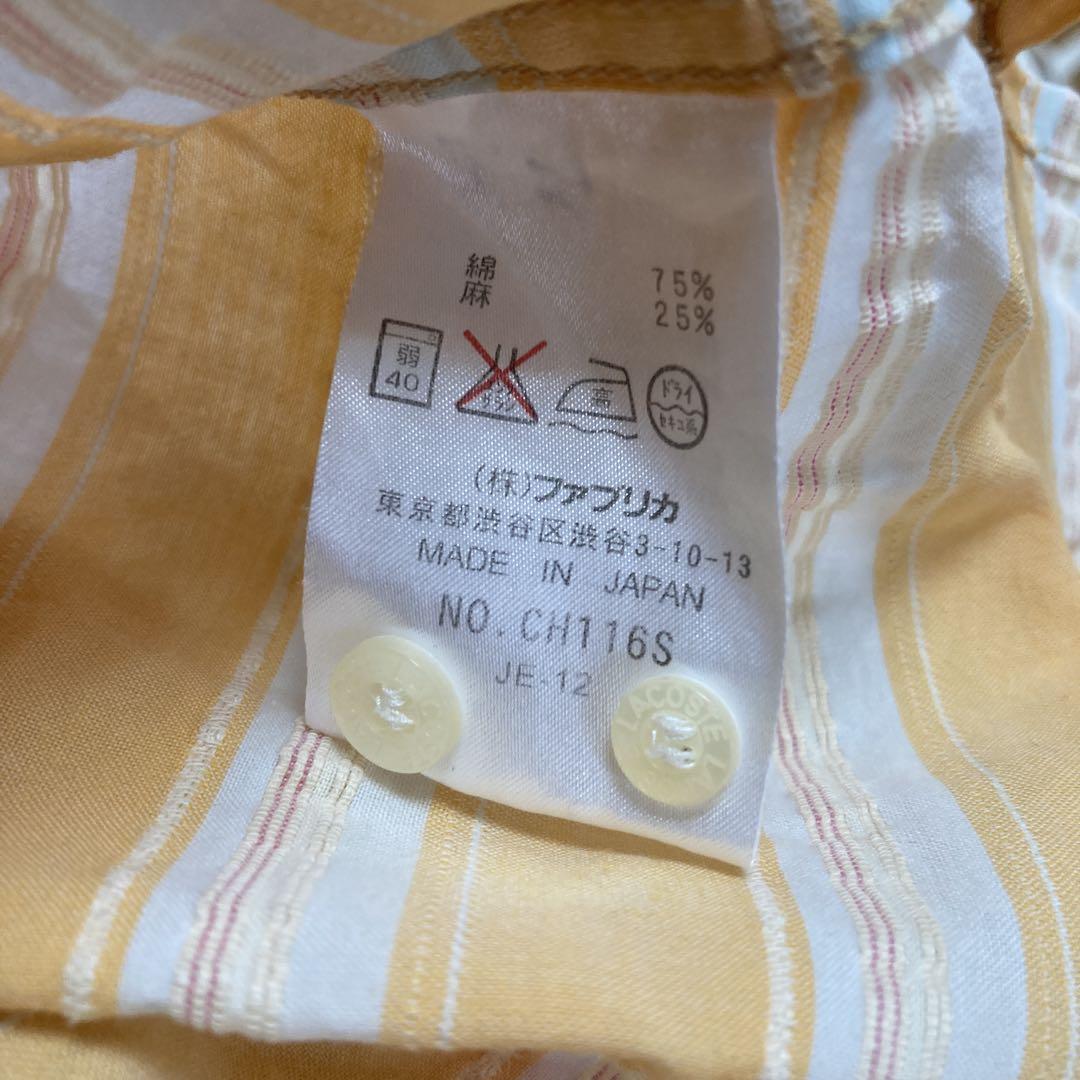 綿 75%
麻 25%
弱 40
高
ドライ
セキユ系
(株)ファブリカ
東京都渋谷区渋谷3-10-13
MADE IN JAPAN
NO. CH116S
JE-12
LACOSTE